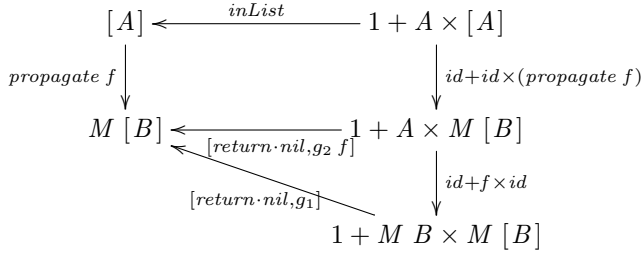 inList
[A] 1 + A × [A]
propagate f id+id×(propagate f)
M [B] 1 + A × M [B]
[return·nil,g₂ f]
id+f×id
[return·nil,g₁]
1 + M B × M [B]